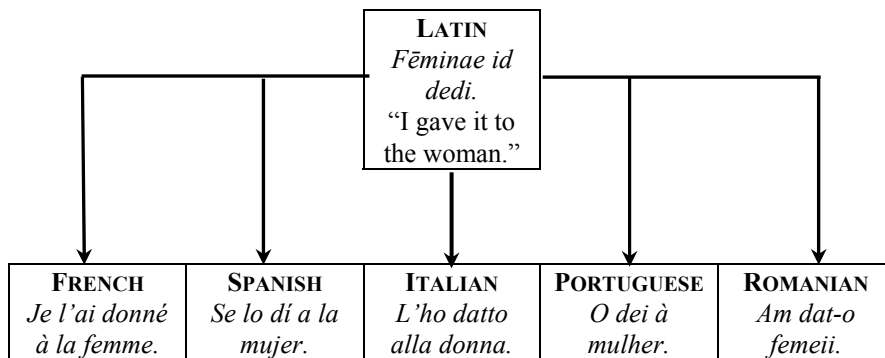 LATIN
Fēminae id
dedi.
“I gave it to
the woman.”
FRENCH
Je l’ai donné
à la femme.
SPANISH
Se lo dí a la
mujer.
ITALIAN
L’ho datto
alla donna.
PORTUGUESE
O dei à
mulher.
ROMANIAN
Am dat-o
femeii.